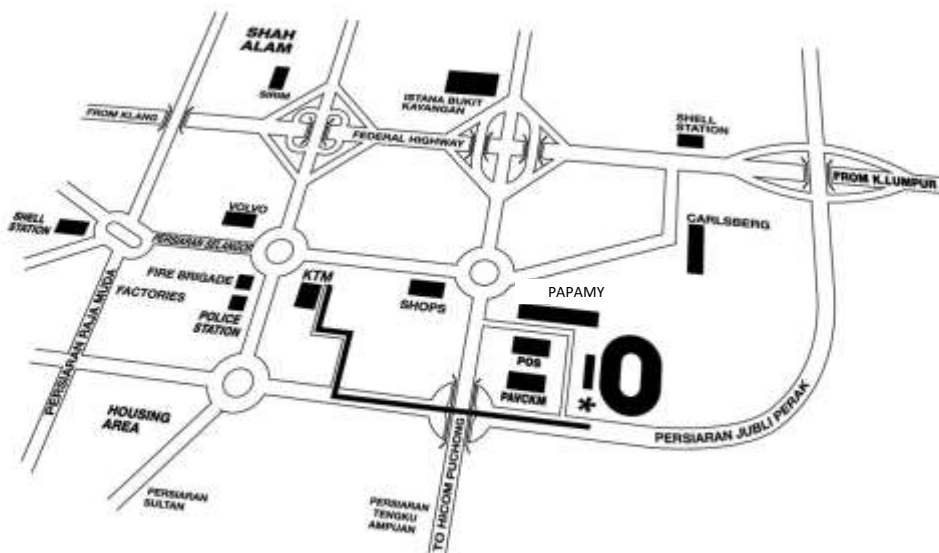 SHAH
ALAM
SIRIM
ISTANA BUKIT
KAYANGAN
FROM KLANG
FEDERAL HIGHWAY
SHELL
STATION
FROM K.LUMPUR
SHELL
STATION
VOLVO
PERSIARAN SELANGOR
CARLSBERG
FIRE BRIGADE
KTM
FACTORIES
POLICE
STATION
SHOPS
PAPAMY
PERSIARAN RAJA MUDA
POS
PAVCKM
*
O
HOUSING
AREA
PERSIARAN JUBLI PERAK
PERSIARAN
SULTAN
PERSIARAN
TENGKU
AMPUAN
TO HICOM PUCHONG